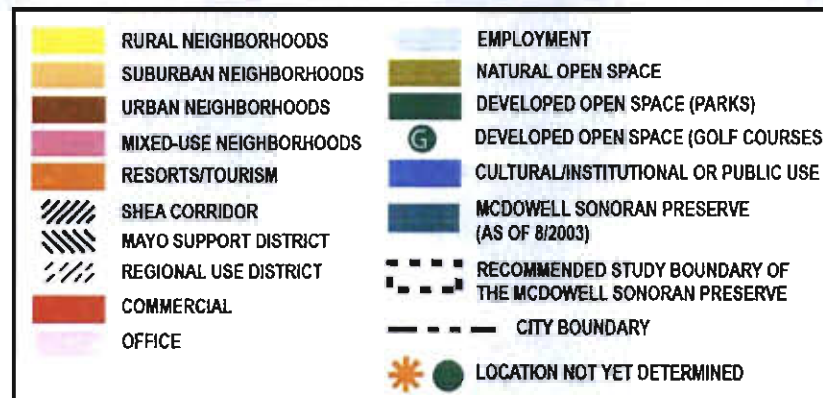 RURAL NEIGHBORHOODS
SUBURBAN NEIGHBORHOODS
URBAN NEIGHBORHOODS
MIXED-USE NEIGHBORHOODS
RESORTS/TOURISM
SHEA CORRIDOR
MAYO SUPPORT DISTRICT
REGIONAL USE DISTRICT
COMMERCIAL
OFFICE
EMPLOYMENT
NATURAL OPEN SPACE
DEVELOPED OPEN SPACE (PARKS)
G DEVELOPED OPEN SPACE (GOLF COURSES
CULTURAL/INSTITUTIONAL OR PUBLIC USE
MCDOWELL SONORAN PRESERVE
(AS OF 8/2003)
RECOMMENDED STUDY BOUNDARY OF
THE MCDOWELL SONORAN PRESERVE
CITY BOUNDARY
LOCATION NOT YET DETERMINED